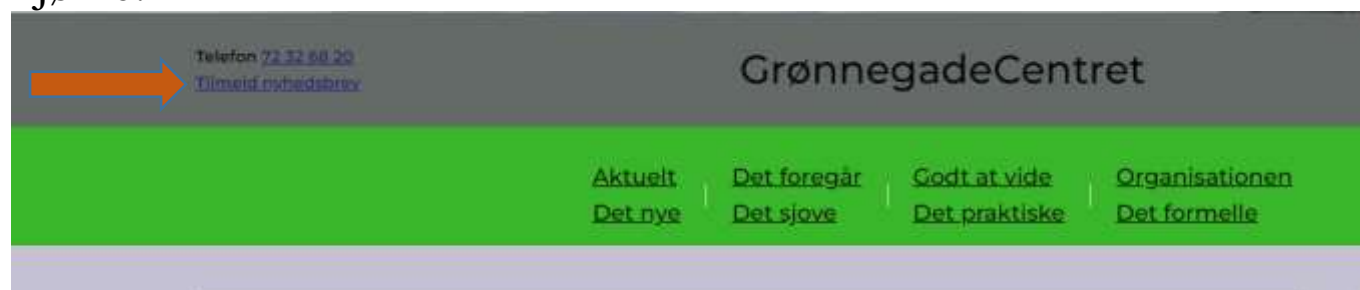 Telefon 72 32 68 20
Tilmeld nyhedsbrev
GrønnegadeCentret
Aktuelt
Det nye
Det foregår
Det sjove
Godt at vide
Det praktiske
Organisationen
Det formelle